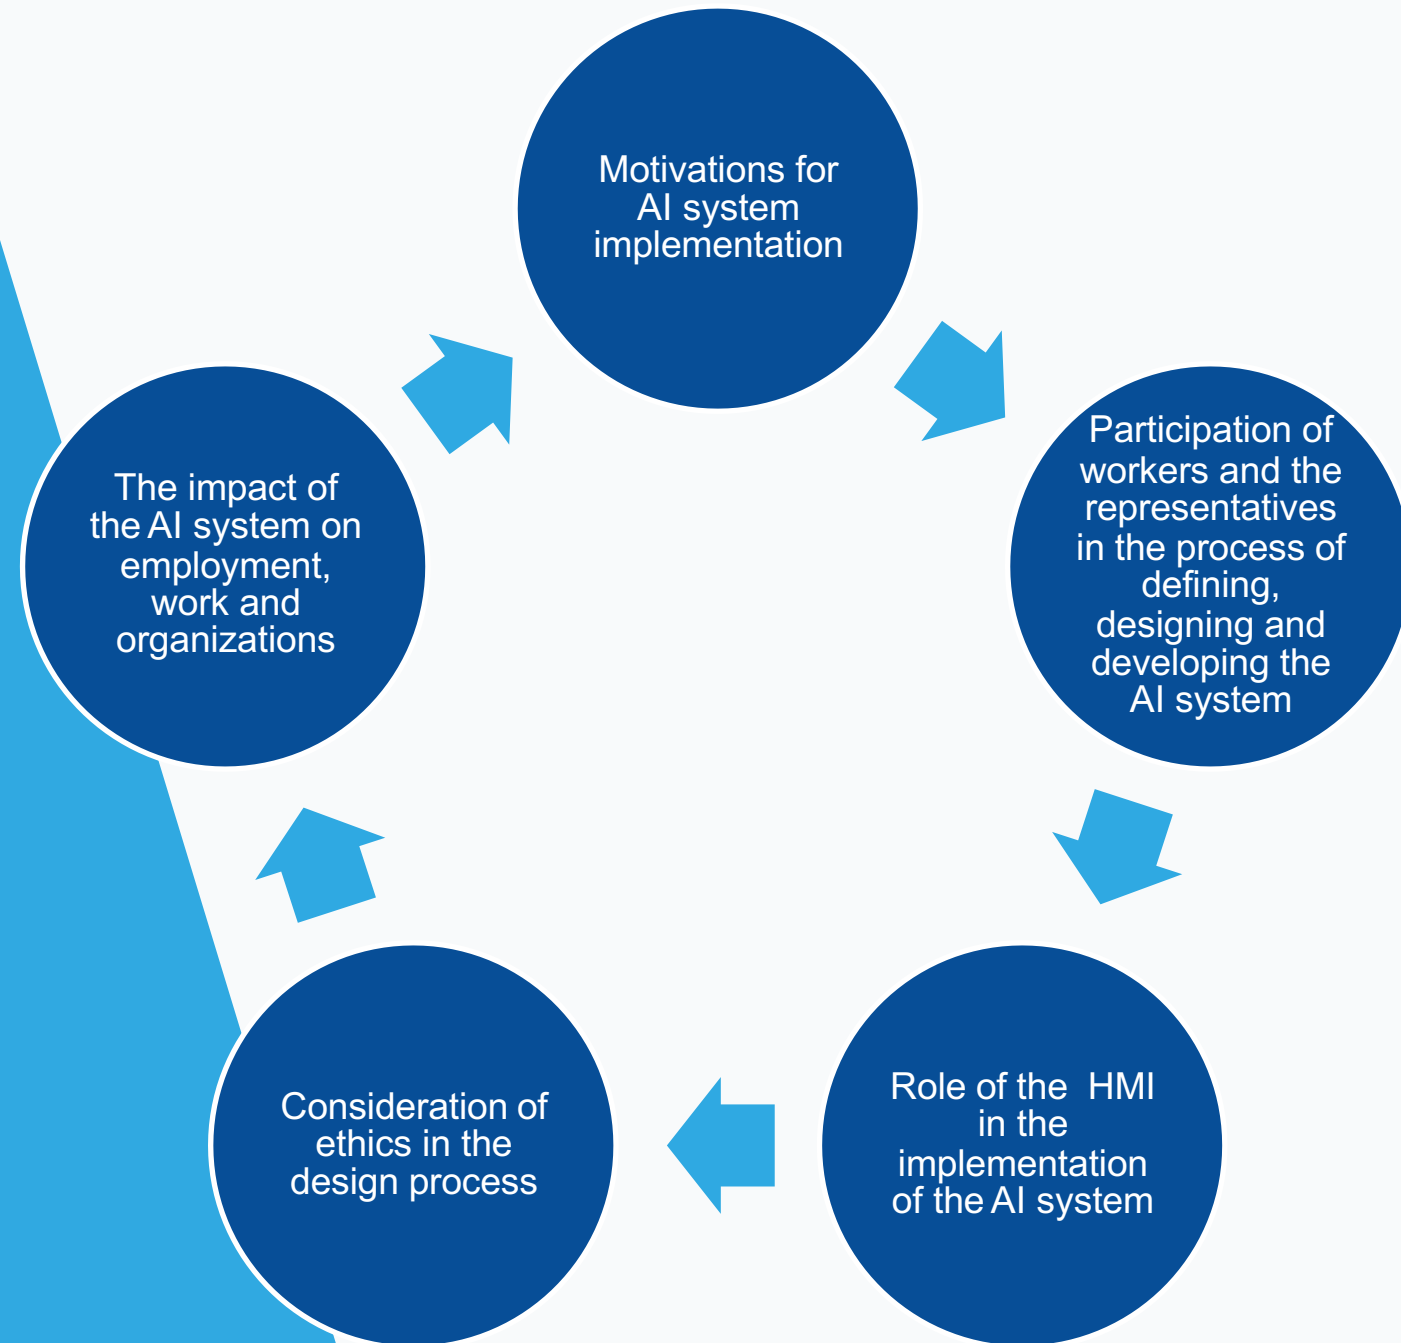 Motivations for
AI system
implementation
Participation of
workers and the
representatives
in the process of
defining,
designing and
developing the
AI system
Role of the  HMI
in the
implementation
of the AI system
Consideration of
ethics in the
design process
The impact of
the AI system on
employment,
work and
organizations